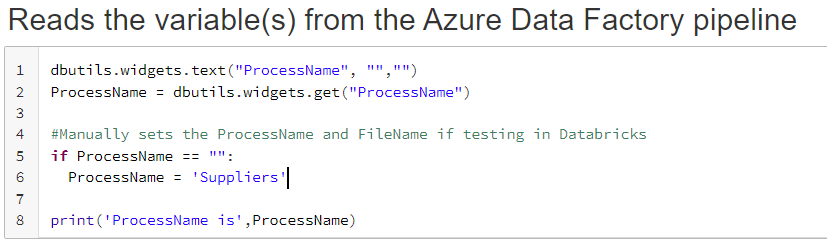 Reads the variable(s) from the Azure Data Factory pipeline
1 dbutils.widgets.text("ProcessName", "","")
2 ProcessName = dbutils.widgets.get("ProcessName")
3
4 #Manually sets the ProcessName and FileName if testing in Databricks
5 if ProcessName == "":
6   ProcessName = 'Suppliers'
7
8 print('ProcessName is',ProcessName)